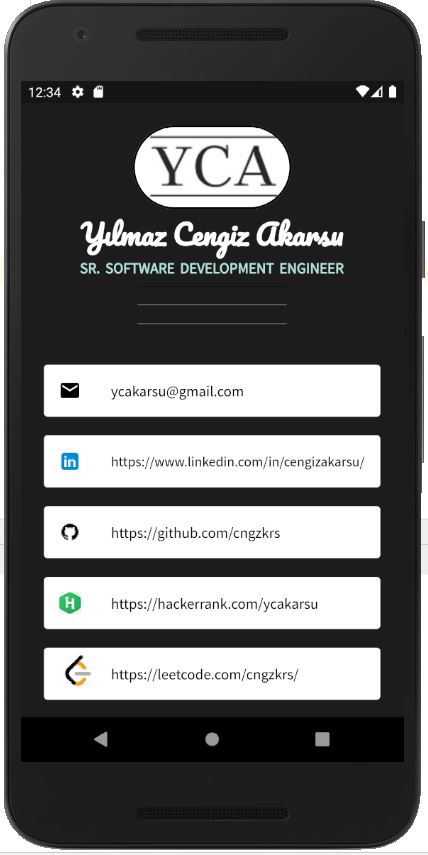 12:34
YCA
Yılmaz Cengiz Akarsu
SR. SOFTWARE DEVELOPMENT ENGINEER
ycakarsu@gmail.com
in
https://www.linkedin.com/in/cengizakarsu/
https://github.com/cngzkrs
H
https://hackerrank.com/ycakarsu
https://leetcode.com/cngzkrs/